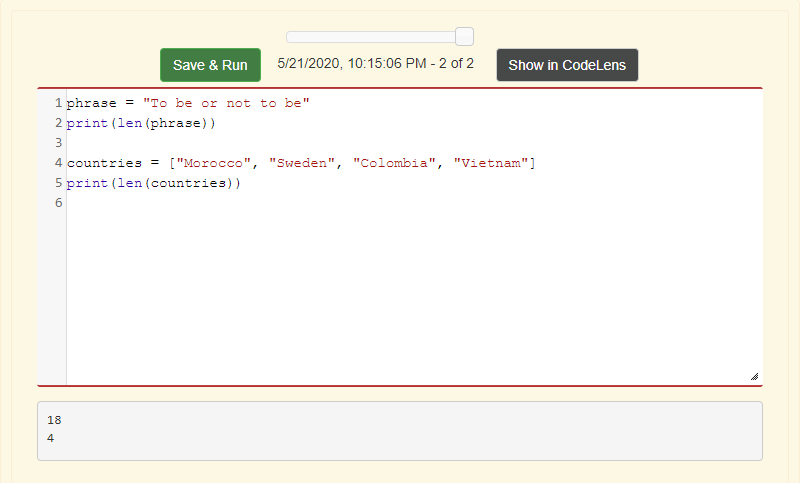 Save & Run 5/21/2020, 10:15:06 PM - 2 of 2 Show in CodeLens
1 phrase = "To be or not to be"
2 print(len(phrase))
3
4 countries = ["Morocco", "Sweden", "Colombia", "Vietnam"]
5 print(len(countries))
6
18
4